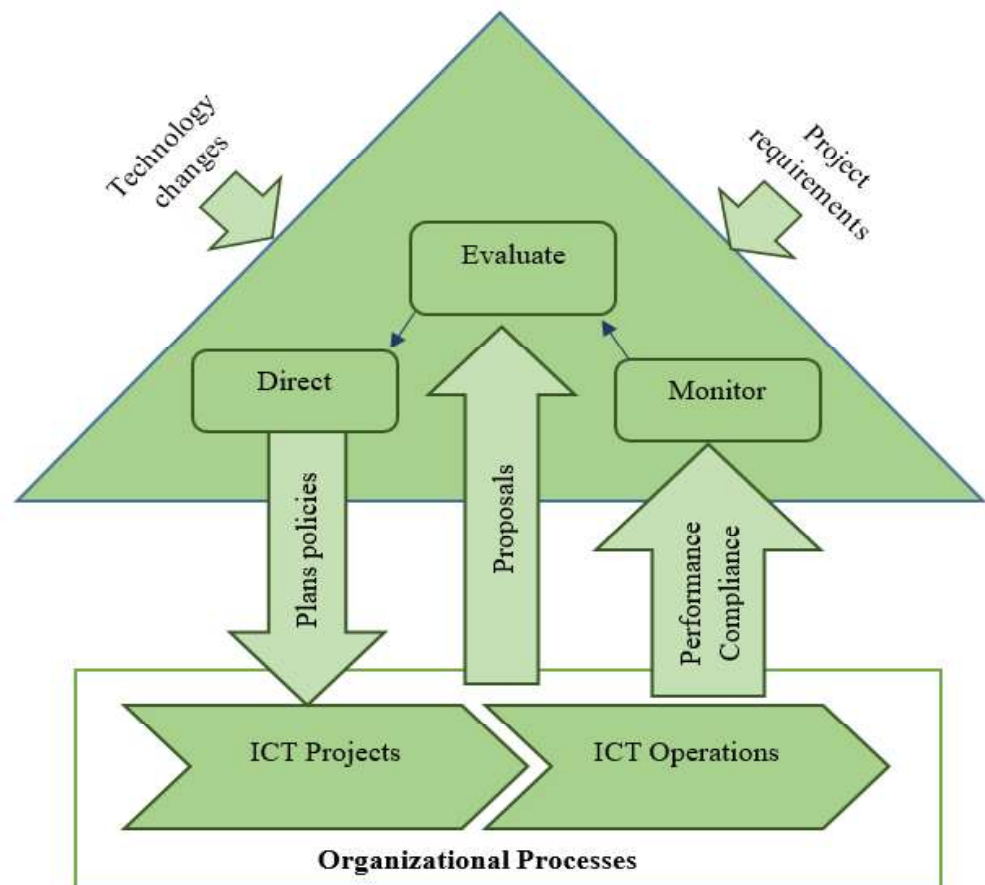 Technology
changes
Project
requirements
Evaluate
Direct
Monitor
Plans policies
Proposals
Performance
Compliance
ICT Projects
ICT Operations
Organizational Processes